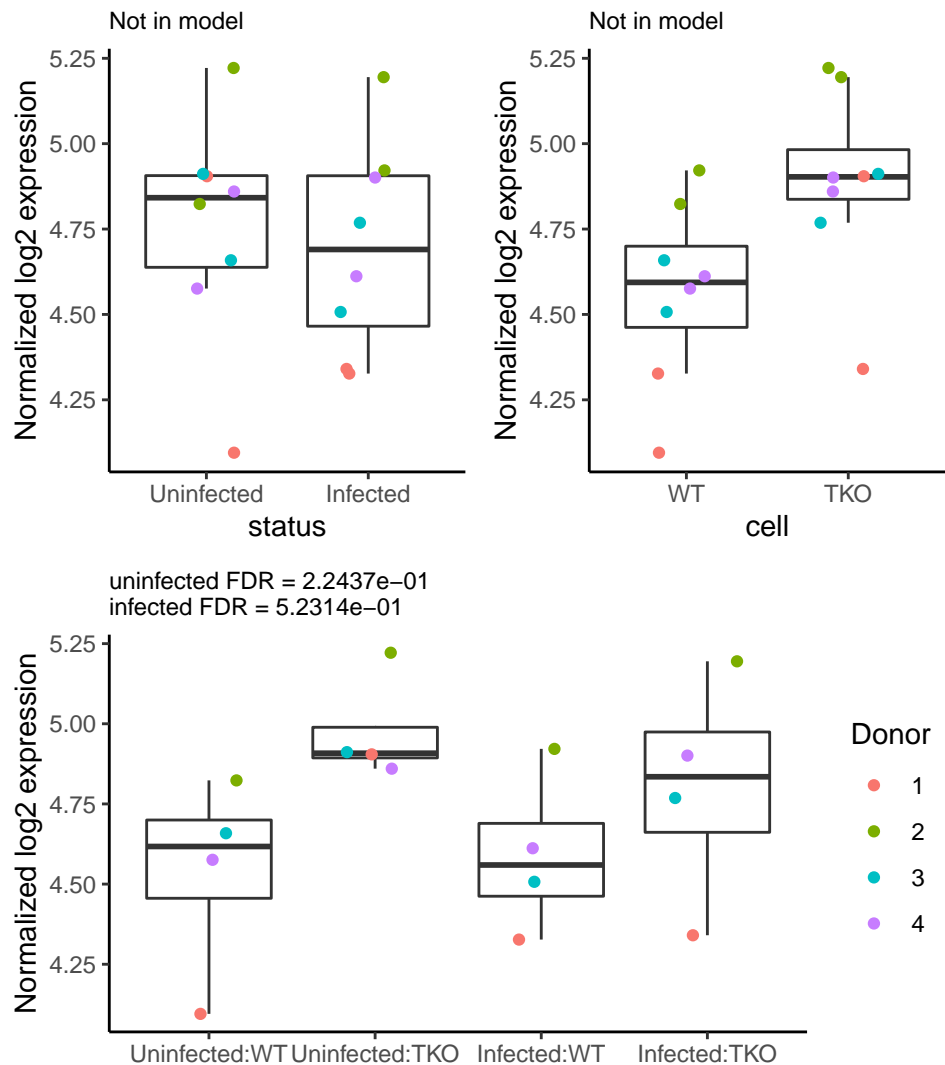 Not in model
Normalized log2 expression
5.25
5.00
4.75
4.50
4.25
Uninfected Infected
status
Not in model
Normalized log2 expression
5.25
5.00
4.75
4.50
4.25
WT TKO
cell
uninfected FDR = 2.2437e−01
infected FDR = 5.2314e−01
Normalized log2 expression
5.25
5.00
4.75
4.50
4.25
Uninfected:WT Uninfected:TKO Infected:WT Infected:TKO
Donor
1
2
3
4